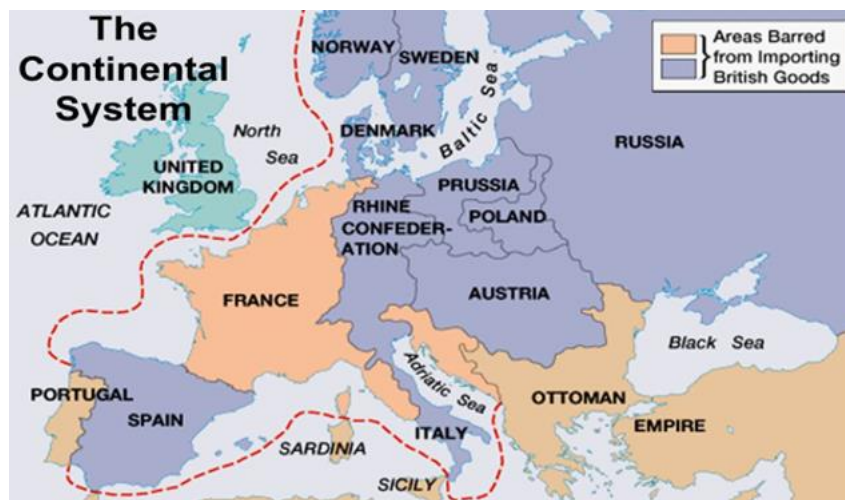 The
Continental
System
NORWAY
SWEDEN
Areas Barred
from Importing
British Goods
North
Sea
DENMARK
Baltic Sea
RUSSIA
UNITED
KINGDOM
PRUSSIA
ATLANTIC
OCEAN
RHINE
CONFEDER-
ATION
POLAND
FRANCE
AUSTRIA
Black Sea
Adriatic Sea
PORTUGAL
SPAIN
OTTOMAN
EMPIRE
ITALY
SARDINIA
SICILY